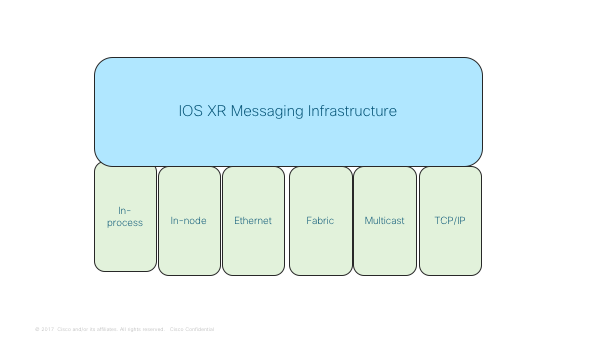 IOS XR Messaging Infrastructure
In-
process
In-node
Ethernet
Fabric
Multicast
TCP/IP
© 2017 Cisco and/or its affiliates. All rights reserved. Cisco Confidential